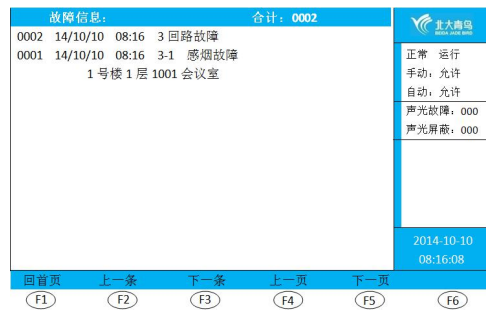 故障信息： 合计：0002
0002 14/10/10 08:16 3 回路故障
0001 14/10/10 08:16 3-1 感烟故障
1 号楼 1 层 1001 会议室
北大青鸟
BEIDA JADE BIRD
正常 运行
手动：允许
自动：允许
声光故障：000
声光屏蔽：000
2014-10-10
08:16:08
回首页 上一条 下一条 上一页 下一页
F1 F2 F3 F4 F5 F6